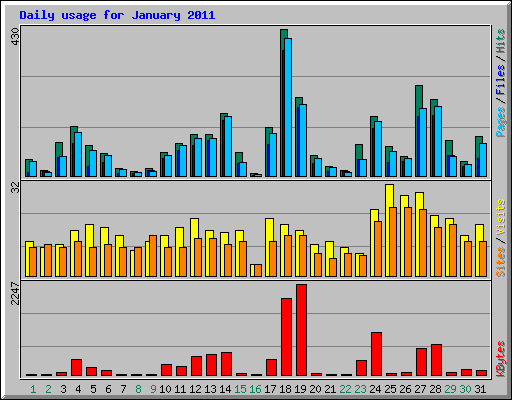 Daily usage for January 2011
430
Pages / Files / Hits
32
Sites / Visits
2247
KBytes
1 2 3 4 5 6 7 8 9 10 11 12 13 14 15 16 17 18 19 20 21 22 23 24 25 26 27 28 29 30 31